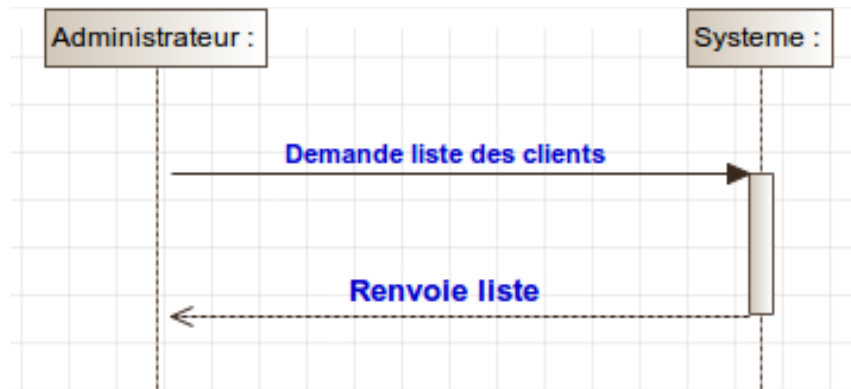 Administrateur :
Systeme :
Demande liste des clients
Renvoie liste